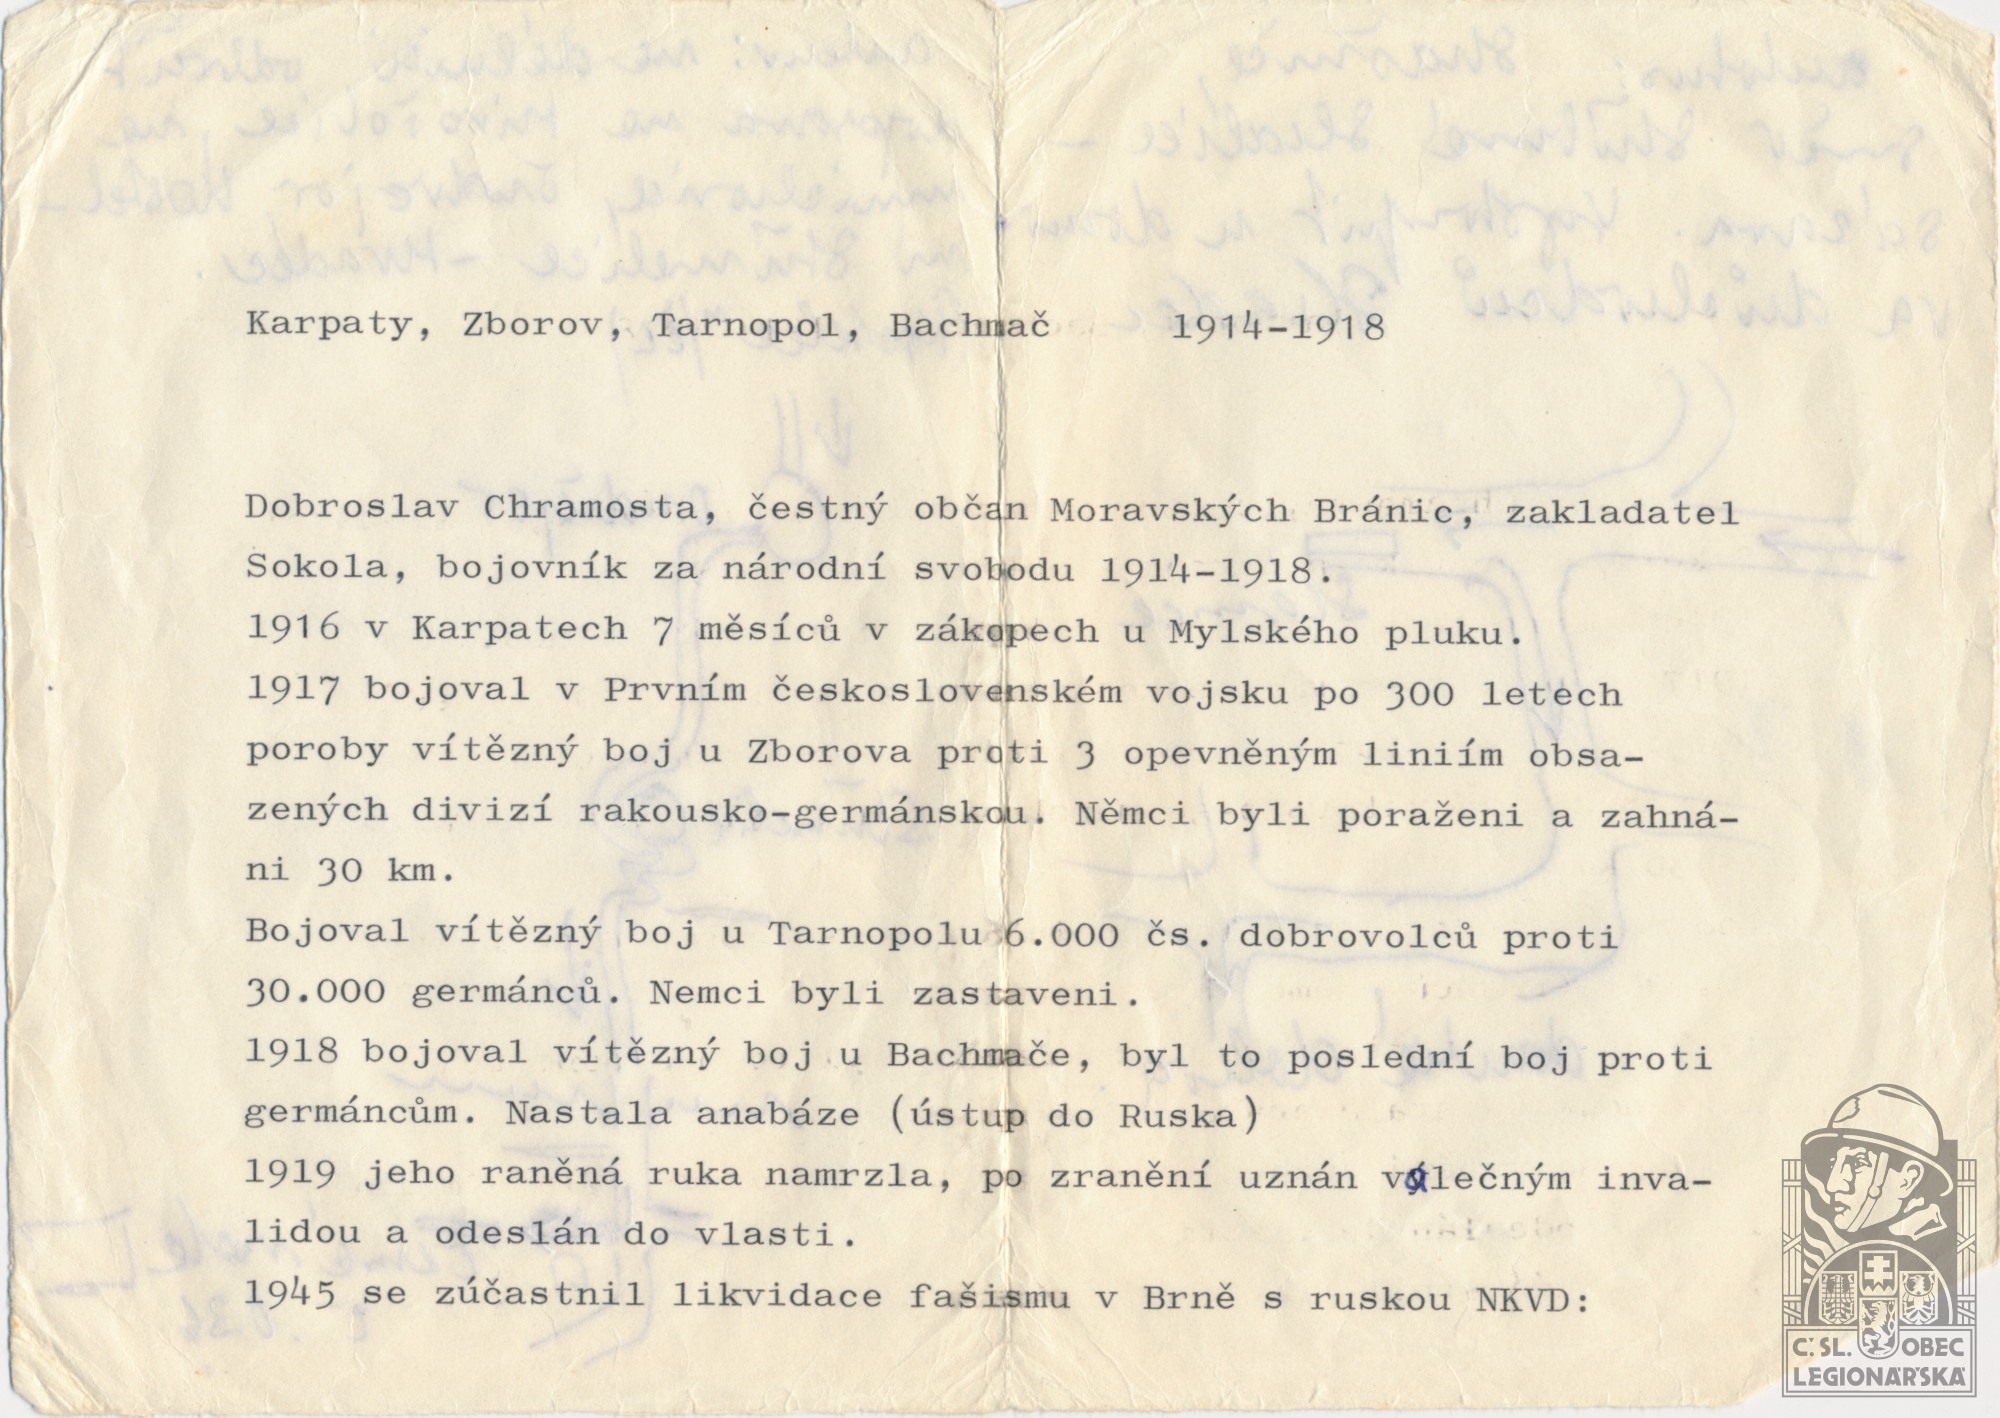 Karpaty, Zborov, Tarnopol, Bachmač 1914-1918
Dobroslav Chramosta, čestný občan Moravských Bránic, zakladatel
Sokola, bojovník za národní svobodu 1914-1918.
1916 v Karpatech 7 měsíců v zákopech u Mylského pluku.
1917 bojoval v Prvním československém vojsku po 300 letech
poroby vítězný boj u Zborova proti 3 opevněným liniím obsa-
zených divizí rakousko-germánskou. Němci byli poraženi a zahná-
ni 30 km.
Bojoval vítězný boj u Tarnopolu 6.000 čs. dobrovolců proti
30.000 germánců. Nemci byli zastaveni.
1918 bojoval vítězný boj u Bachmače, byl to poslední boj proti
germáncům. Nastala anabáze (ústup do Ruska)
1919 jeho raněná ruka namrzla, po zranění uznán válečným inva-
lidou a odeslán do vlasti.
1945 se zúčastnil likvidace fašismu v Brně s ruskou NKVD:
Č.SL. OBEC
LEGIONÁŘSKÁ